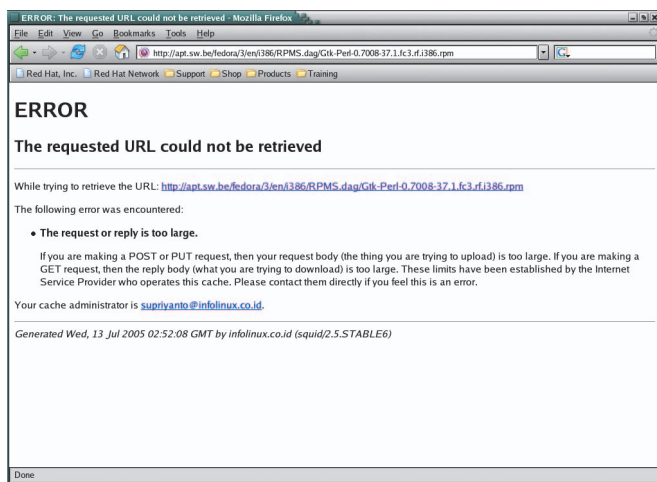 ERROR: The requested URL could not be retrieved - Mozilla Firefox
File Edit View Go Bookmarks Tools Help
http://apt.sw.be/fedora/3/en/i386/RPMS.dag/Gtk-Perl-0.7008-37.1.fc3.rf.i386.rpm
Red Hat, Inc. Red Hat Network Support Shop Products Training
ERROR
The requested URL could not be retrieved
While trying to retrieve the URL: http://apt.sw.be/fedora/3/en/i386/RPMS.dag/Gtk-Perl-0.7008-37.1.fc3.rf.i386.rpm
The following error was encountered:
• The request or reply is too large.
If you are making a POST or PUT request, then your request body (the thing you are trying to upload) is too large. If you are making a
GET request, then the reply body (what you are trying to download) is too large. These limits have been established by the Internet
Service Provider who operates this cache. Please contact them directly if you feel this is an error.
Your cache administrator is supriyanto@infolinux.co.id.
Generated Wed, 13 Jul 2005 02:52:08 GMT by infolinux.co.id (squid/2.5.STABLE6)
Done